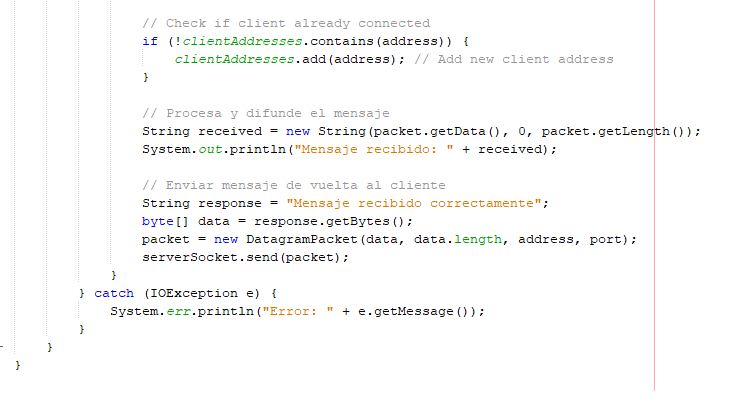 // Check if client already connected
if (!clientAddresses.contains(address)) {
clientAddresses.add(address); // Add new client address
}
// Procesa y difunde el mensaje
String received = new String(packet.getData(), 0, packet.getLength());
System.out.println("Mensaje recibido: " + received);
// Enviar mensaje de vuelta al cliente
String response = "Mensaje recibido correctamente";
byte[] data = response.getBytes();
packet = new DatagramPacket(data, data.length, address, port);
serverSocket.send(packet);
}
} catch (IOException e) {
System.err.println("Error: " + e.getMessage());
}
}
}